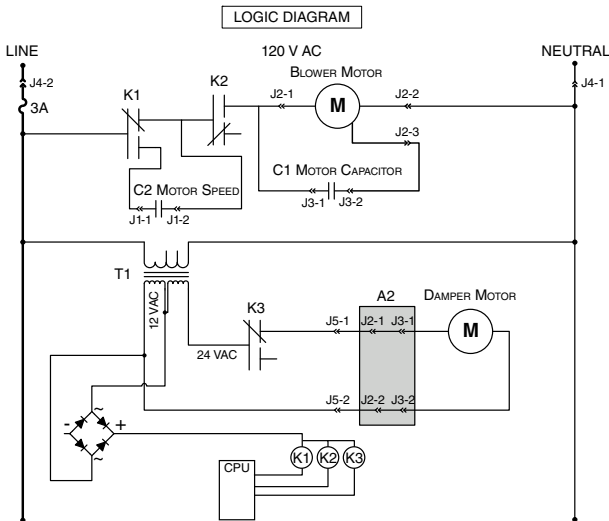 LOGIC DIAGRAM
LINE
120 V AC
NEUTRAL
BLOWER MOTOR
J4-2
J4-1
K1
K2
3A
J2-1
M
J2-2
J2-3
C2 MOTOR SPEED
C1 MOTOR CAPACITOR
J1-1
J1-2
J3-1
J3-2
T1
12 VAC
24 VAC
K3
A2
DAMPER MOTOR
J5-1
J2-1
J3-1
M
J5-2
J2-2
J3-2
~
-
+
~
CPU
K1
K2
K3